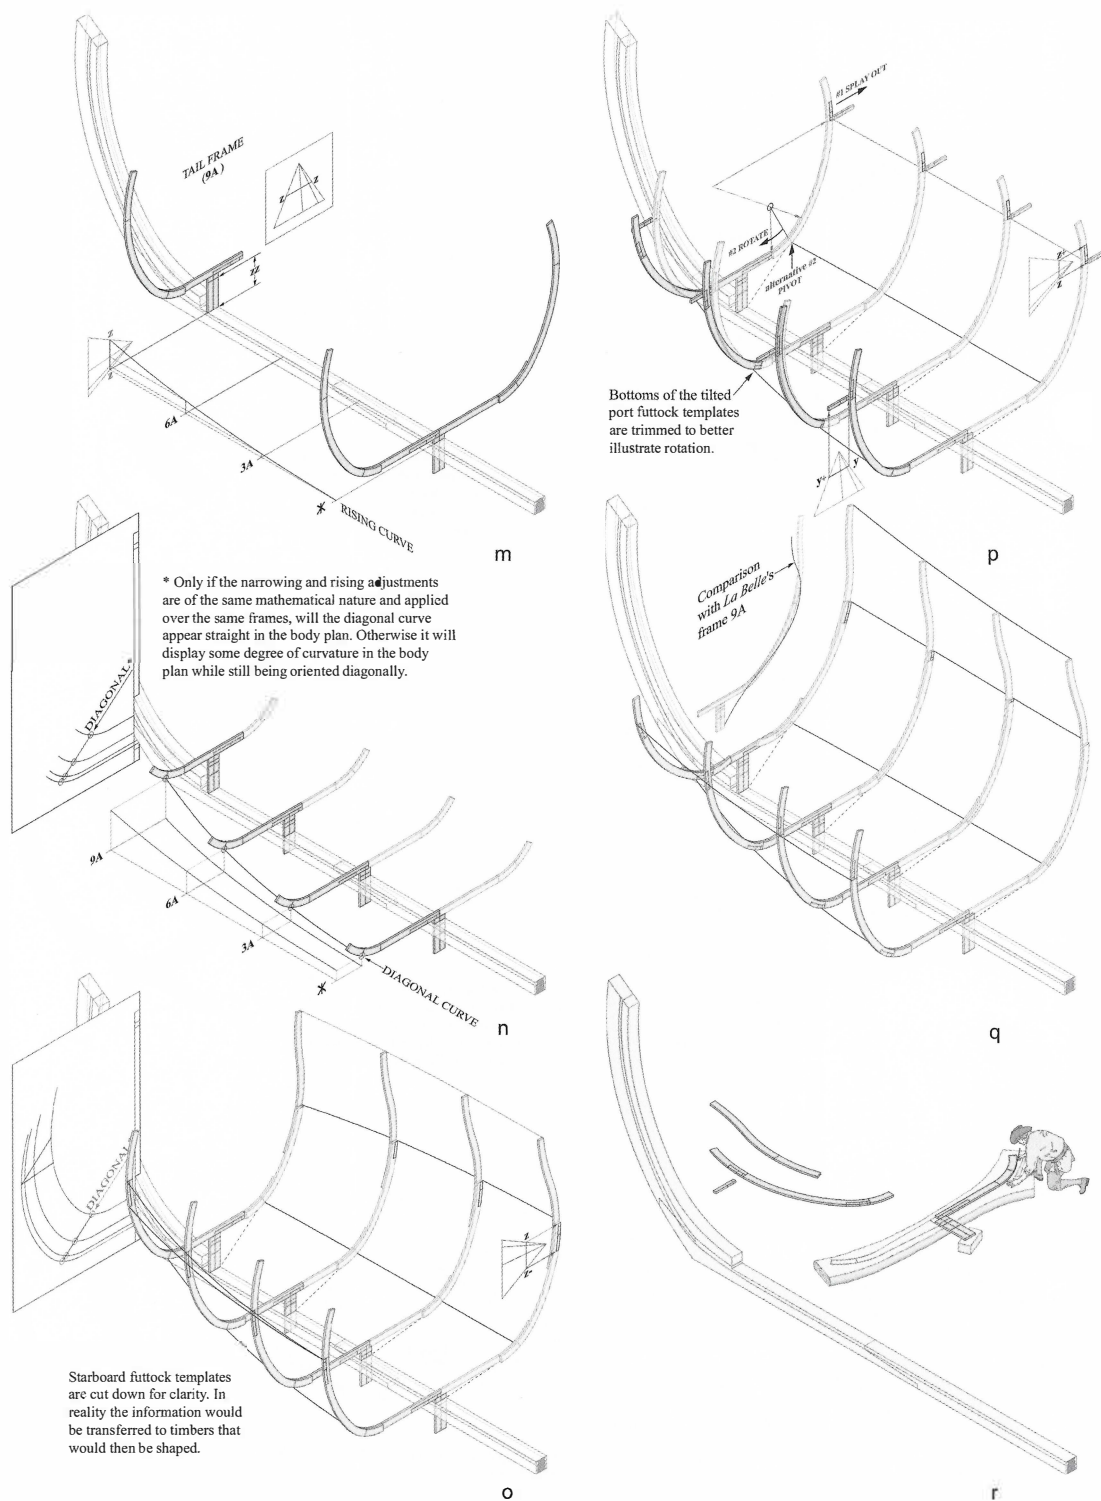 TAIL FRAME
(9A)
z
z
zz
z
z
6A
3A
*
RISING CURVE
m
#1 SPLAY OUT
#2 ROTATE
alternative #2
PIVOT
z+
z
Bottoms of the tilted
port futtock templates
are trimmed to better
illustrate rotation.
y
y+
p
* Only if the narrowing and rising adjustments
are of the same mathematical nature and applied
over the same frames, will the diagonal curve
appear straight in the body plan. Otherwise it will
display some degree of curvature in the body
plan while still being oriented diagonally.
DIAGONAL*
9A
6A
3A
*
DIAGONAL CURVE
n
Comparison
with La Belle's
frame 9A
q
DIAGONAL
z
z+
Starboard futtock templates
are cut down for clarity. In
reality the information would
be transferred to timbers that
would then be shaped.
o
r